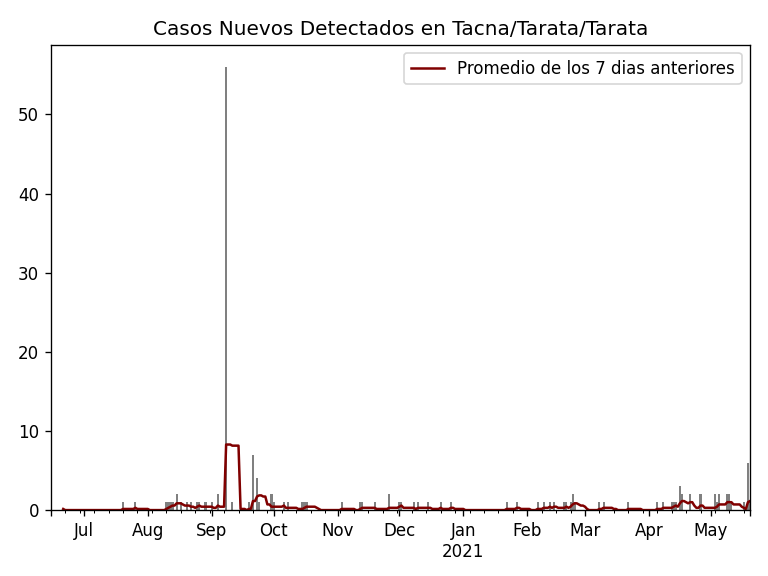 Casos Nuevos Detectados en Tacna/Tarata/Tarata
Promedio de los 7 dias anteriores
50
40
30
20
10
0
Jul Aug Sep Oct Nov Dec Jan Feb Mar Apr May
2021